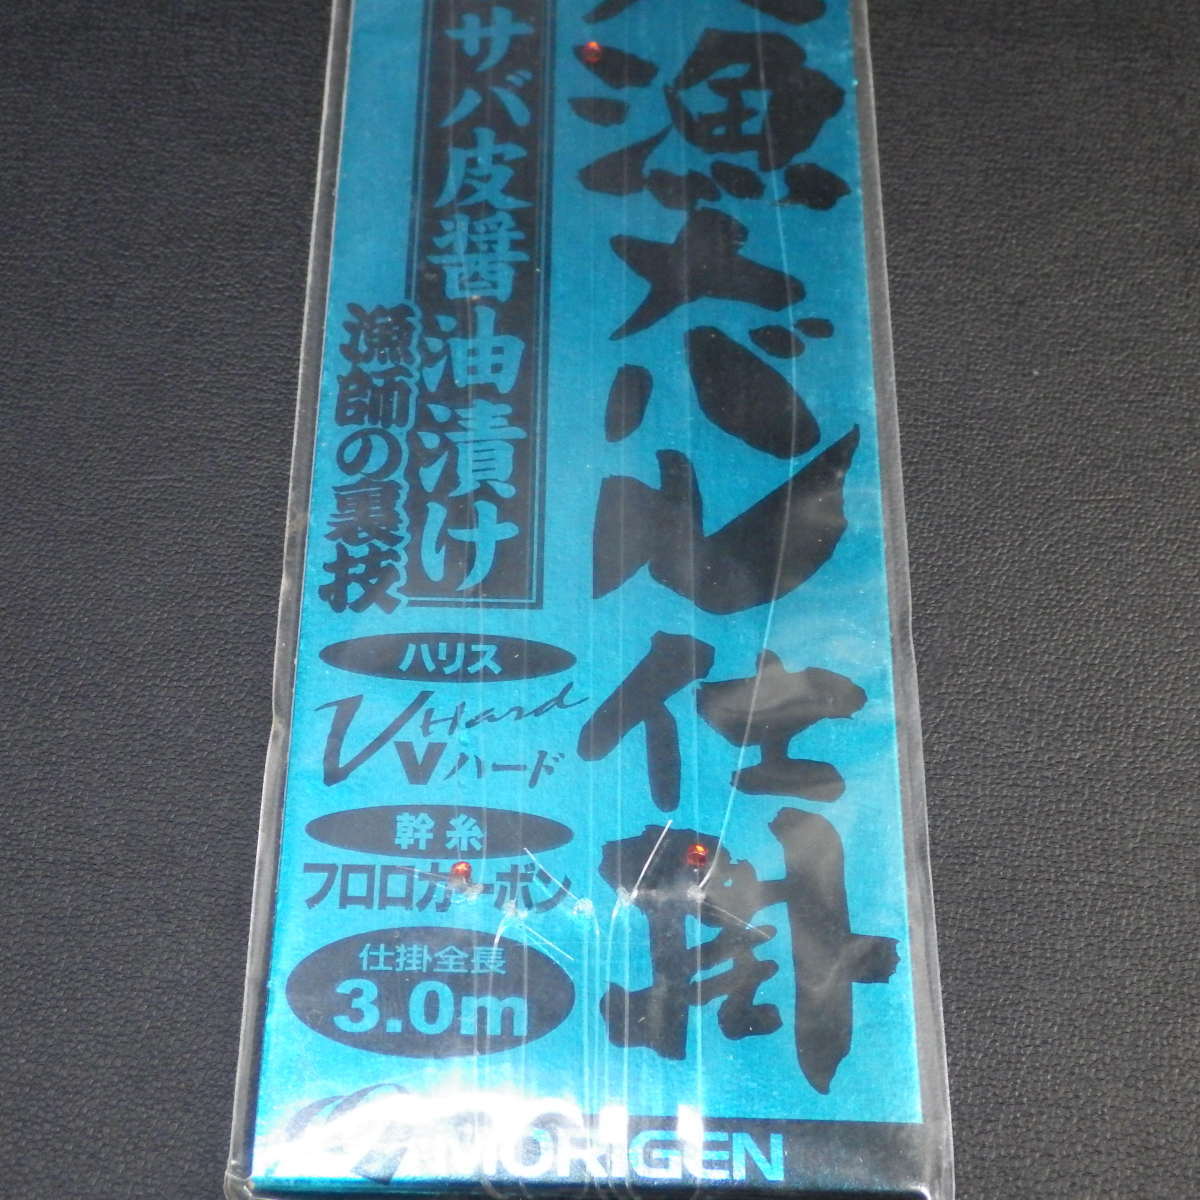 漁メバル仕掛
サバ皮醤油漬け
漁師の裏技
ハリス
V Hard
Vハード
幹糸
フロロカーボン
仕掛全長
3.0m
MORIGEN